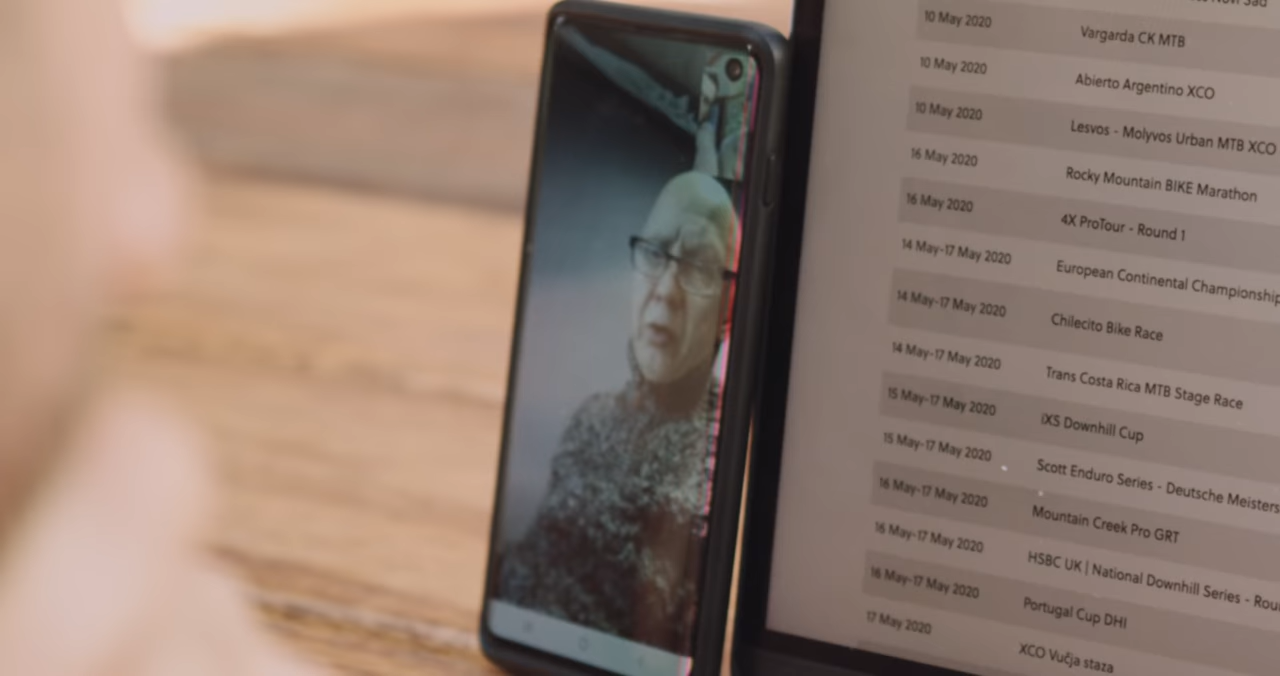 Novi Sad
10 May 2020 Vargarda CK MTB
10 May 2020 Abierto Argentino XCO
10 May 2020 Lesvos - Molyvos Urban MTB XCO
16 May 2020 Rocky Mountain BIKE Marathon
16 May 2020 4X ProTour - Round 1
14 May-17 May 2020 European Continental Championship
14 May-17 May 2020 Chilecito Bike Race
14 May-17 May 2020 Trans Costa Rica MTB Stage Race
15 May-17 May 2020 iXS Downhill Cup
15 May-17 May 2020 Scott Enduro Series - Deutsche Meisters
16 May-17 May 2020 Mountain Creek Pro GRT
16 May-17 May 2020 HSBC UK | National Downhill Series - Rou
16 May-17 May 2020 Portugal Cup DHI
17 May 2020 XCO Vučja staza